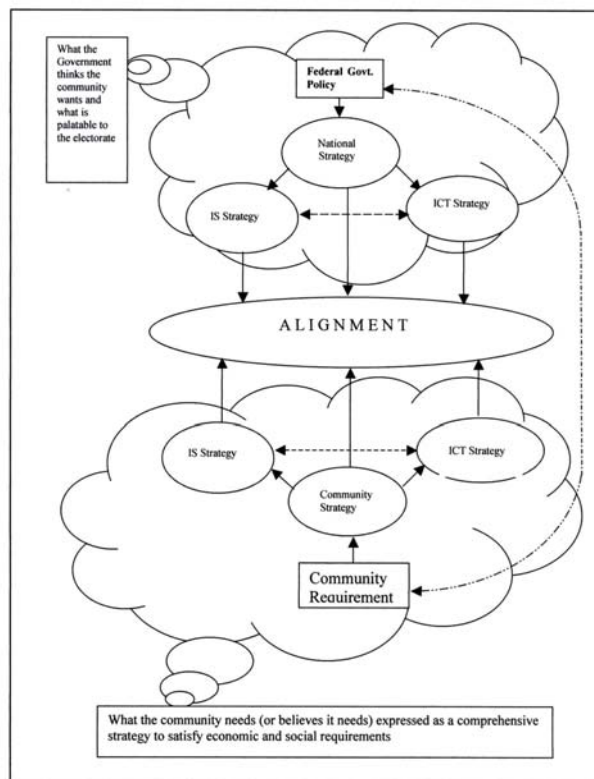 What the
Government
thinks the
community
wants and
what is
palatable to
the electorate
Federal Govt.
Policy
National
Strategy
IS Strategy
ICT Strategy
ALIGNMENT
IS Strategy
ICT Strategy
Community
Strategy
Community
Requirement
What the community needs (or believes it needs) expressed as a comprehensive
strategy to satisfy economic and social requirements